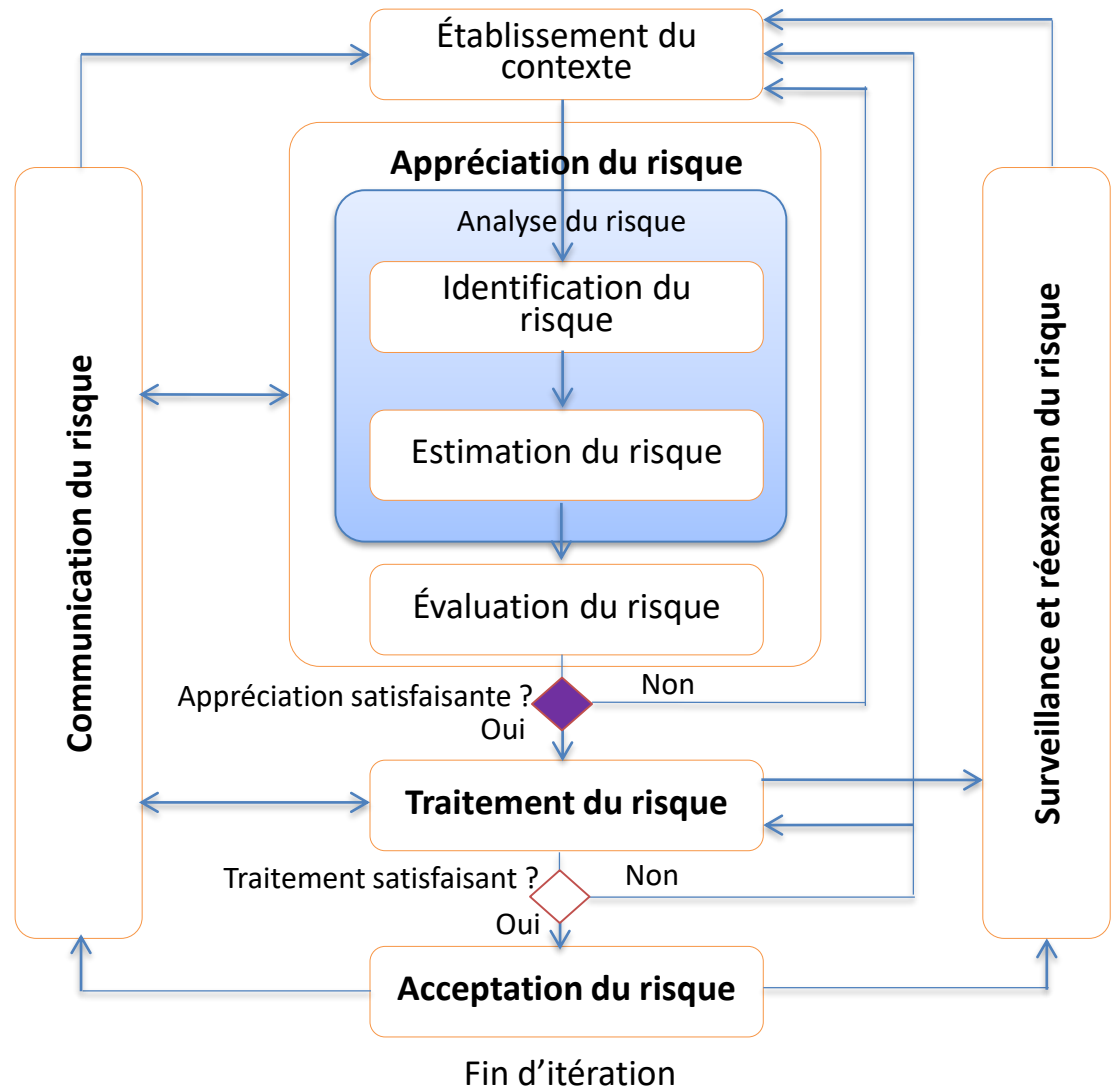 Établissement du
contexte
Appréciation du risque
Analyse du risque
Identification du
risque
Estimation du risque
Évaluation du risque
Appréciation satisfaisante ?
Non
Oui
Traitement du risque
Traitement satisfaisant ?
Non
Oui
Acceptation du risque
Fin d’itération
Communication du risque
Surveillance et réexamen du risque